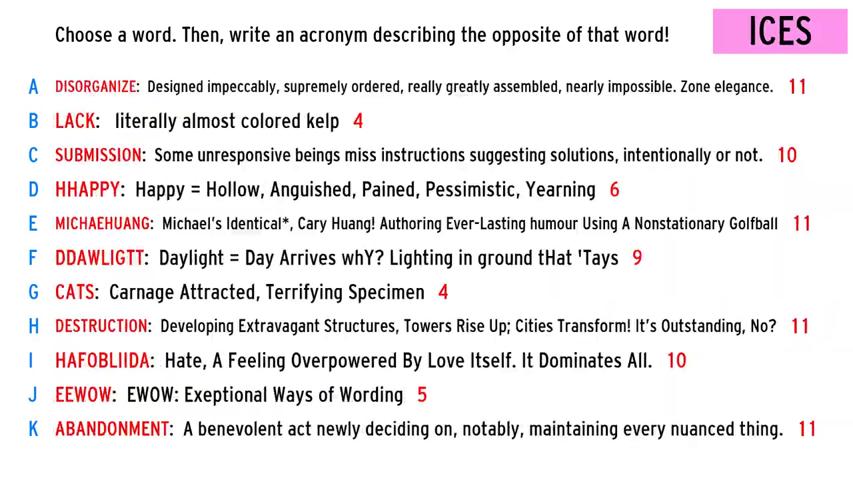 Choose a word. Then, write an acronym describing the opposite of that word!
ICES
A DISORGANIZE: Designed impeccably, supremely ordered, really greatly assembled, nearly impossible. Zone elegance. 11
B LACK: literally almost colored kelp 4
C SUBMISSION: Some unresponsive beings miss instructions suggesting solutions, intentionally or not. 10
D HHAPPY: Happy = Hollow, Anguished, Pained, Pessimistic, Yearning 6
E MICHAEHUANG: Michael's Identical*, Cary Huang! Authoring Ever-Lasting humour Using A Nonstationary Golfball 11
F DDAWLIGTT: Daylight = Day Arrives whY? Lighting in ground tHat 'Tays 9
G CATS: Carnage Attracted, Terrifying Specimen 4
H DESTRUCTION: Developing Extravagant Structures, Towers Rise Up; Cities Transform! It's Outstanding, No? 11
I HAFOBLIIDA: Hate, A Feeling Overpowered By Love Itself. It Dominates All. 10
J EEWOW: EWOW: Exeptional Ways of Wording 5
K ABANDONMENT: A benevolent act newly deciding on, notably, maintaining every nuanced thing. 11